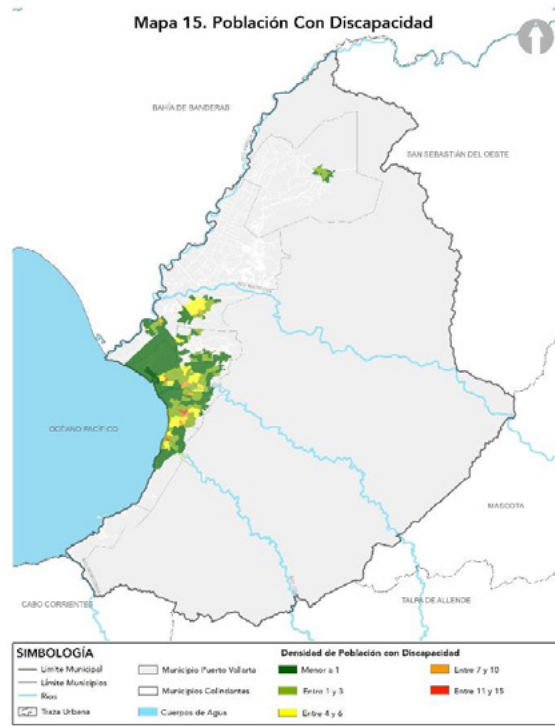 Mapa 15. Población Con Discapacidad
BAHÍA DE BANDERAS
SAN SEBASTIÁN DEL OESTE
OCÉANO PACÍFICO
MASCOTA
CABO CORRIENTES
TALPA DE ALLENDE
SIMBOLOGÍA
Límite Municipal
Límite Municipios
Ríos
Traza Urbana
Municipio Puerto Vallarta
Municipios Colindantes
Cuerpos de Agua
Densidad de Población con Discapacidad
Menor a 1
Entre 1 y 3
Entre 4 y 6
Entre 7 y 10
Entre 11 y 15